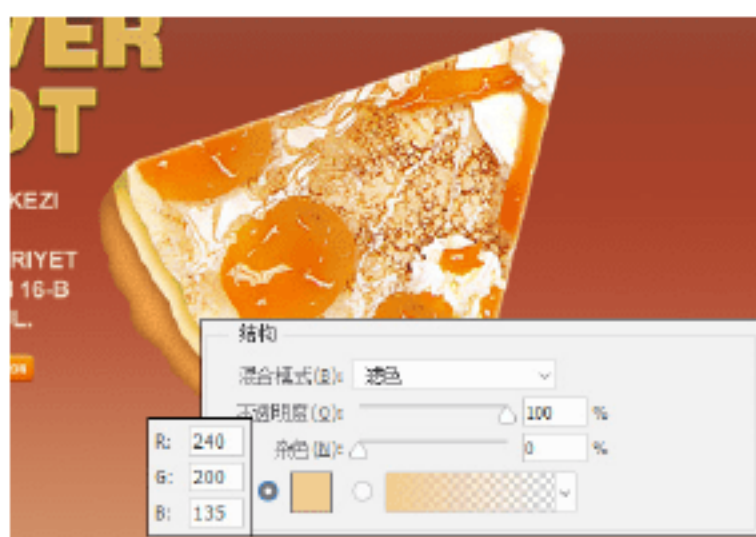 VER
OT
KEZI
RIYET
16-B
L.
结构
混合模式(B): 滤色
不透明度(O): 100 %
杂色(N): 0 %
R: 240
G: 200
B: 135